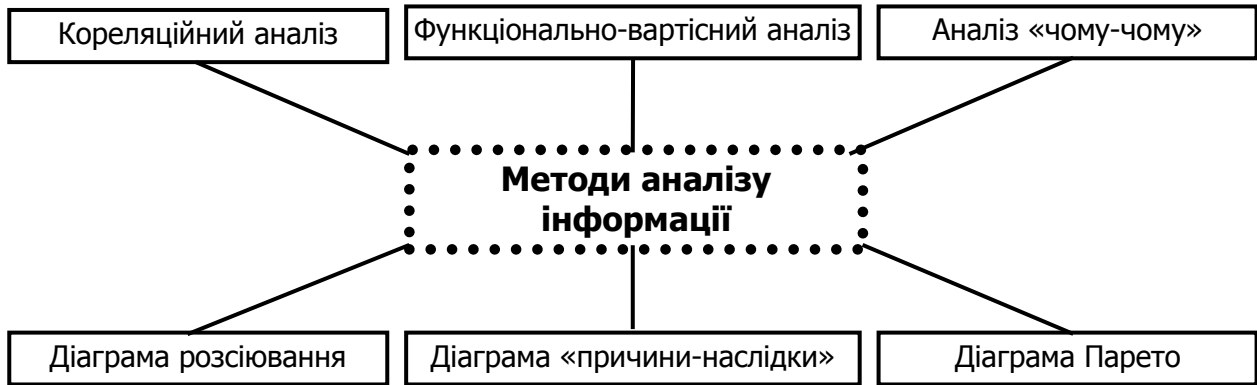 Кореляційний аналіз
Функціонально-вартісний аналіз
Аналіз «чому-чому»
Методи аналізу
інформації
Діаграма розсіювання
Діаграма «причини-наслідки»
Діаграма Парето